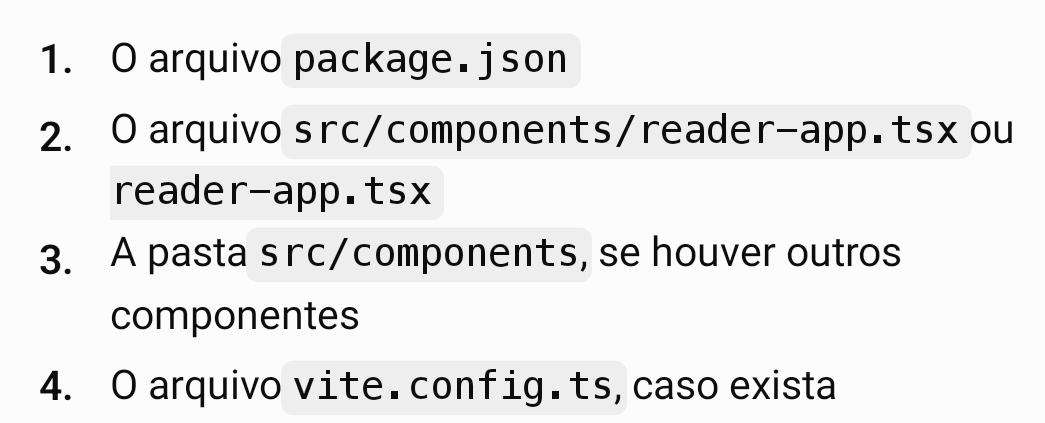 1. O arquivo package.json
2. O arquivo src/components/reader-app.tsx ou
reader-app.tsx
3. A pasta src/components, se houver outros
componentes
4. O arquivo vite.config.ts, caso exista